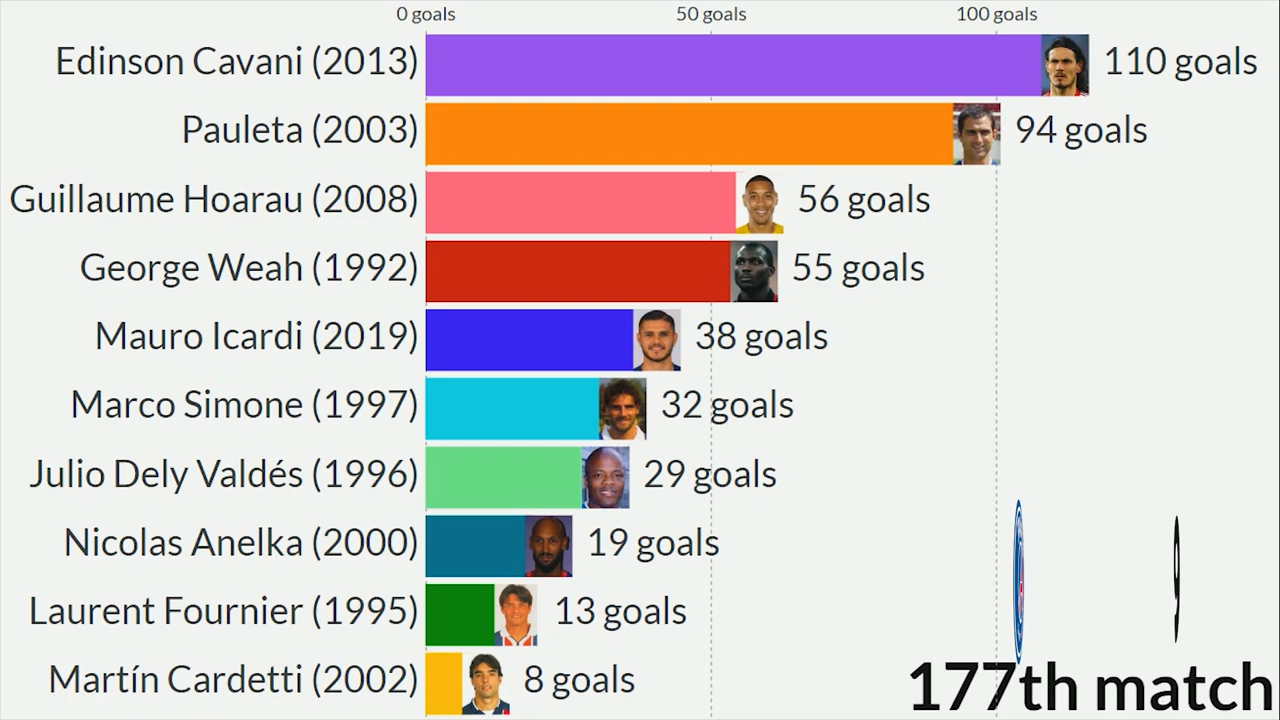 0 goals 50 goals 100 goals
Edinson Cavani (2013) 110 goals
Pauleta (2003) 94 goals
Guillaume Hoarau (2008) 56 goals
George Weah (1992) 55 goals
Mauro Icardi (2019) 38 goals
Marco Simone (1997) 32 goals
Julio Dely Valdés (1996) 29 goals
Nicolas Anelka (2000) 19 goals
Laurent Fournier (1995) 13 goals
Martín Cardetti (2002) 8 goals
9
177th match